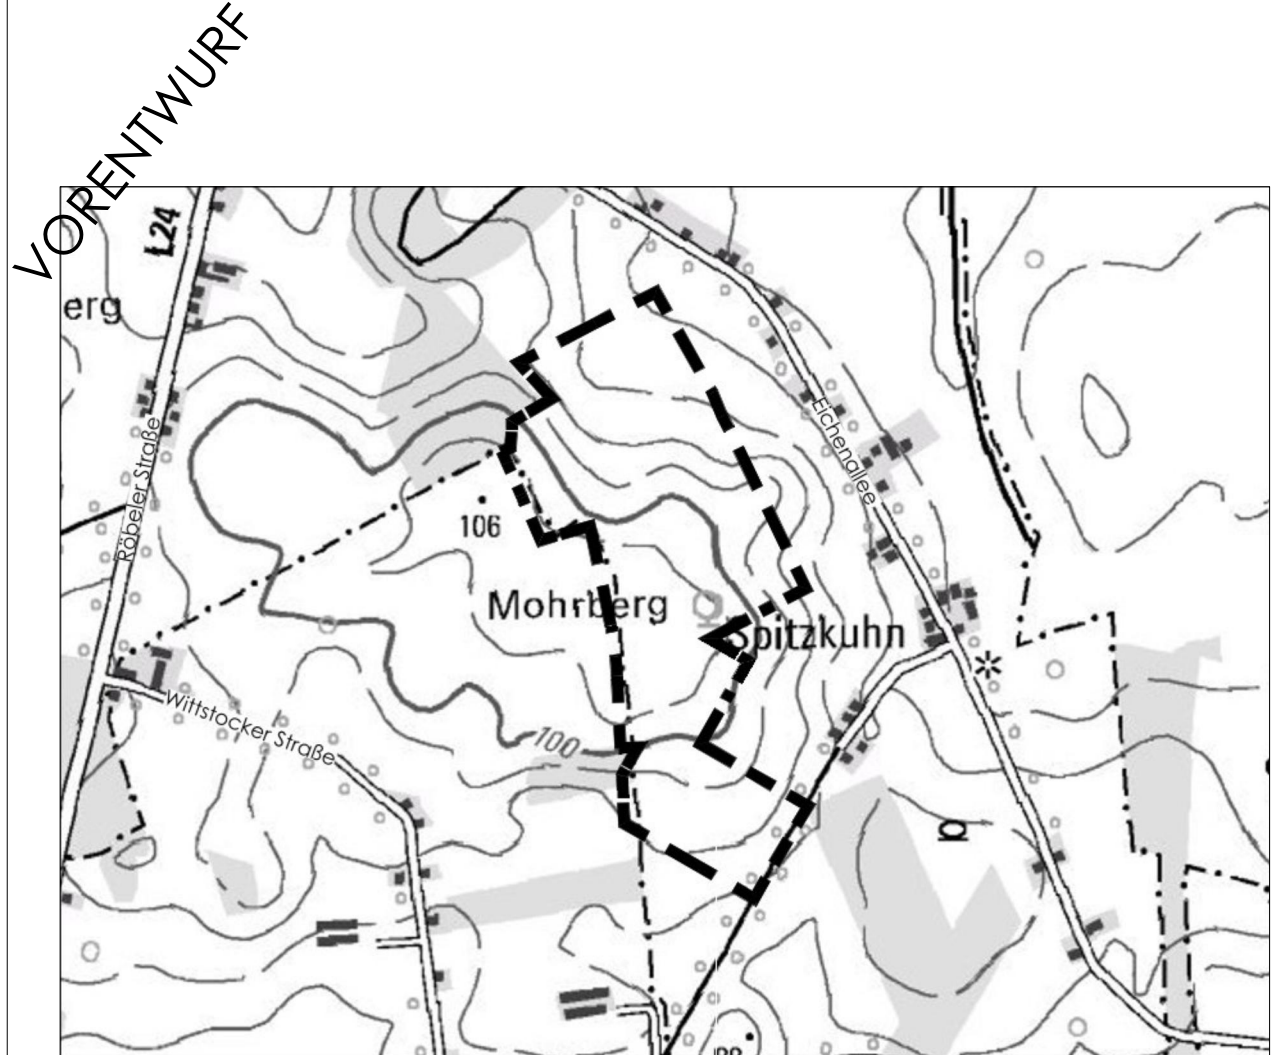 VORENTWURF
L24
erg
Eichenallee
Röbeler Straße
106
Mohrberg
Spitzkuhn
Wittstocker Straße
100
b